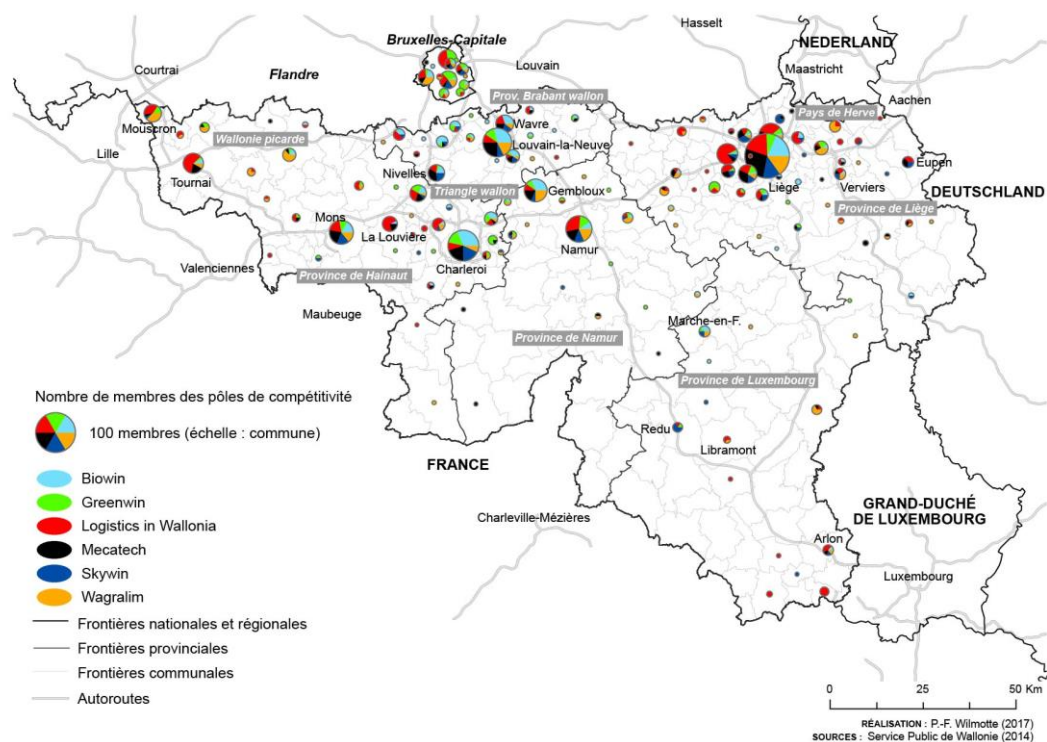 Hasselt
NEDERLAND
Bruxelles-Capitale
Louvain
Maastricht
Courtrai
Flandre
Aachen
Prov. Brabant wallon
Pays de Herve
Mouscron
Wavre
Wallonie picarde
Louvain-la-Neuve
Lille
Eupen
Nivelles
Tournai
Gembloux
Liège
Verviers
DEUTSCHLAND
Triangle wallon
Mons
Province de Liège
La Louvière
Namur
Charleroi
Valenciennes
Province de Hainaut
Maubeuge
Marche-en-F.
Province de Namur
Province de Luxembourg
Nombre de membres des pôles de compétivité
100 membres (échelle : commune)
Redu
Libramont
FRANCE
Biowin
Greenwin
Logistics in Wallonia
Mecatech
Skywin
Wagralim
GRAND-DUCHÉ
DE LUXEMBOURG
Charleville-Mézières
Arlon
Luxembourg
Frontières nationales et régionales
Frontières provinciales
Frontières communales
Autoroutes
0 25 50 Km
RÉALISATION : P.-F. Wilmotte (2017)
SOURCES : Service Public de Wallonie (2014)